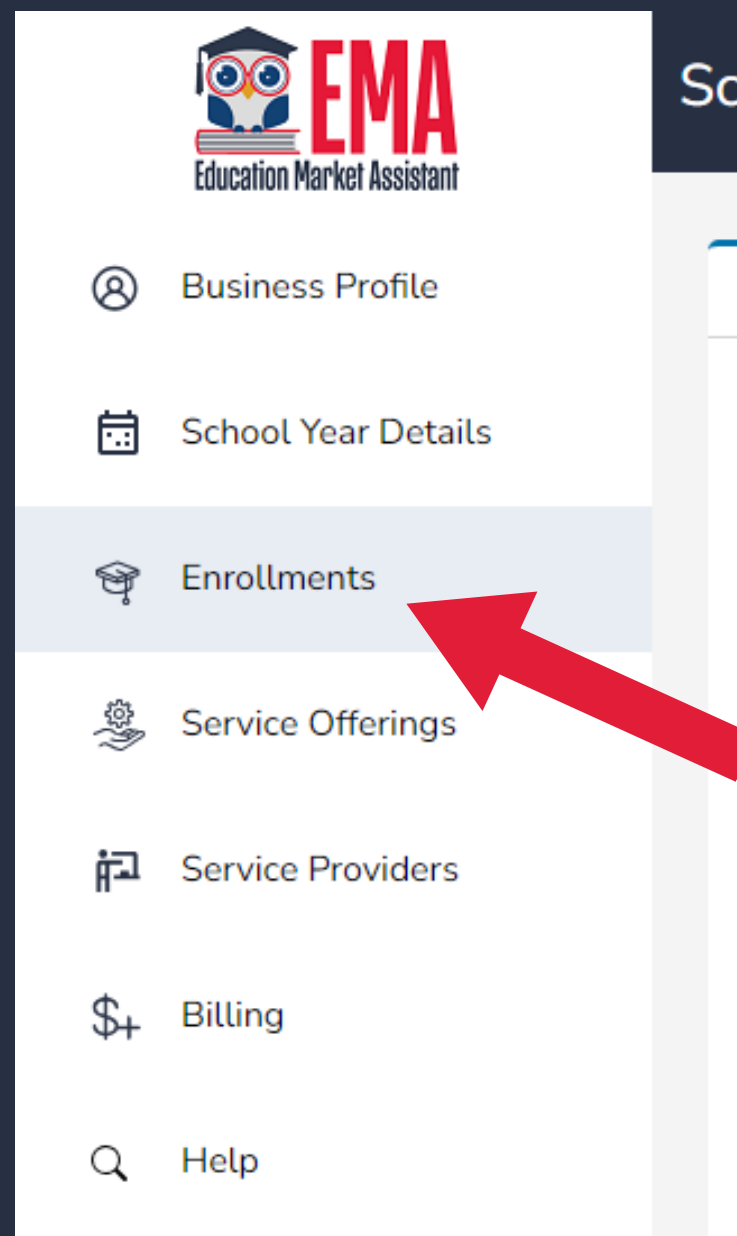 EMA
Education Market Assistant
Business Profile
School Year Details
Enrollments
Service Offerings
Service Providers
Billing
Help